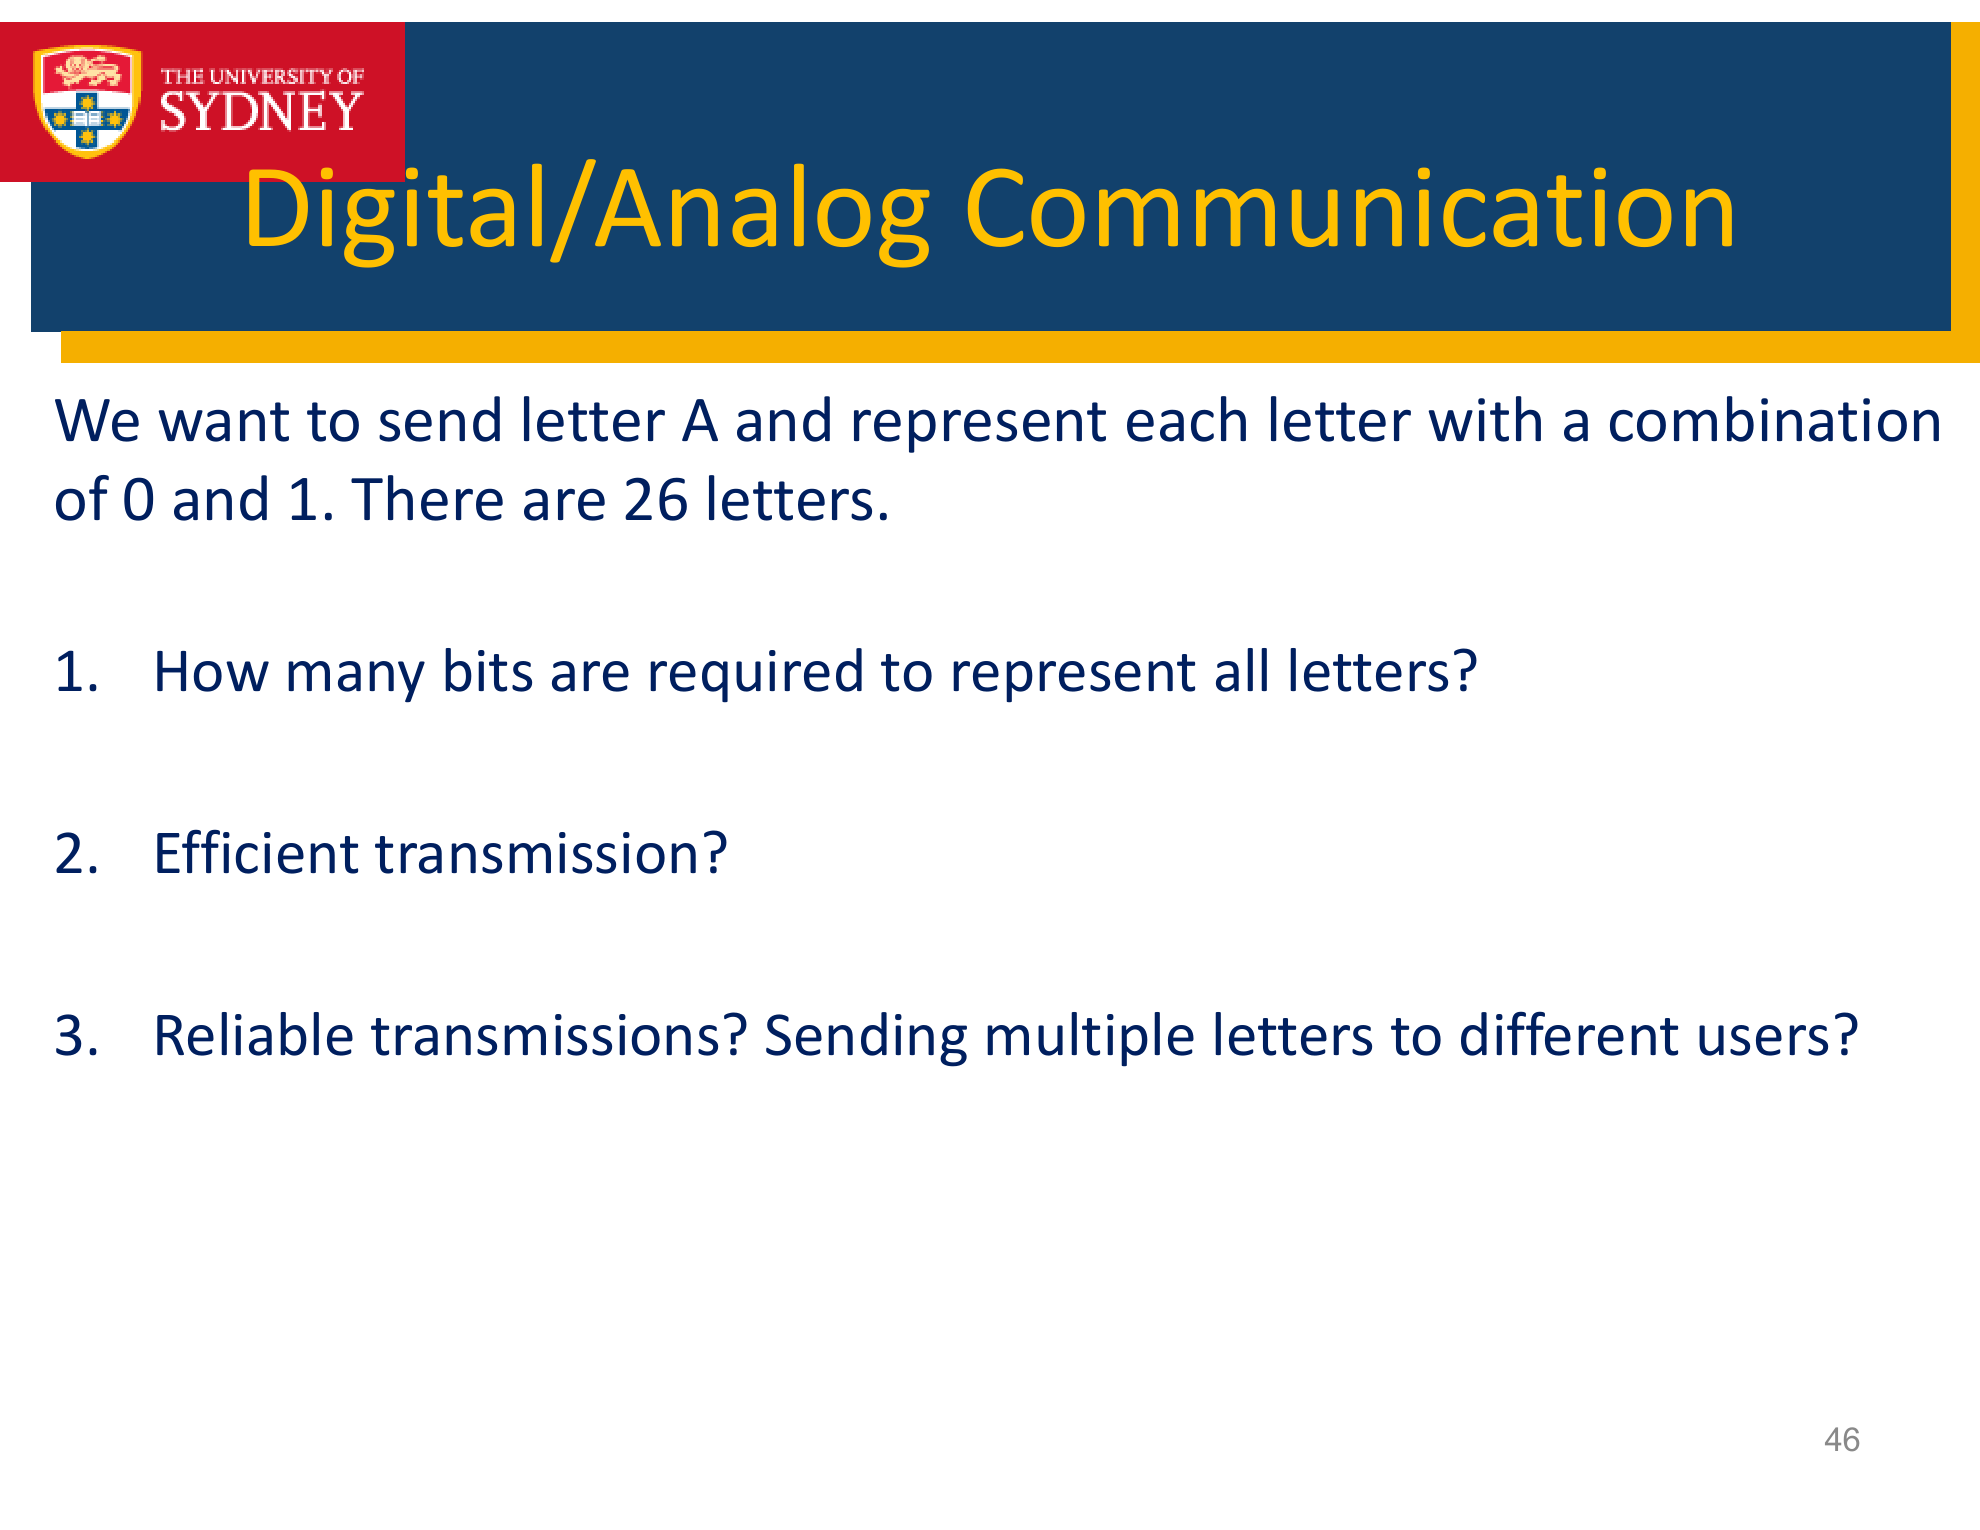 THE UNIVERSITY OF
SYDNEY
Digital/Analog Communication
We want to send letter A and represent each letter with a combination
of 0 and 1. There are 26 letters.
1. How many bits are required to represent all letters?
2. Efficient transmission?
3. Reliable transmissions? Sending multiple letters to different users?
46